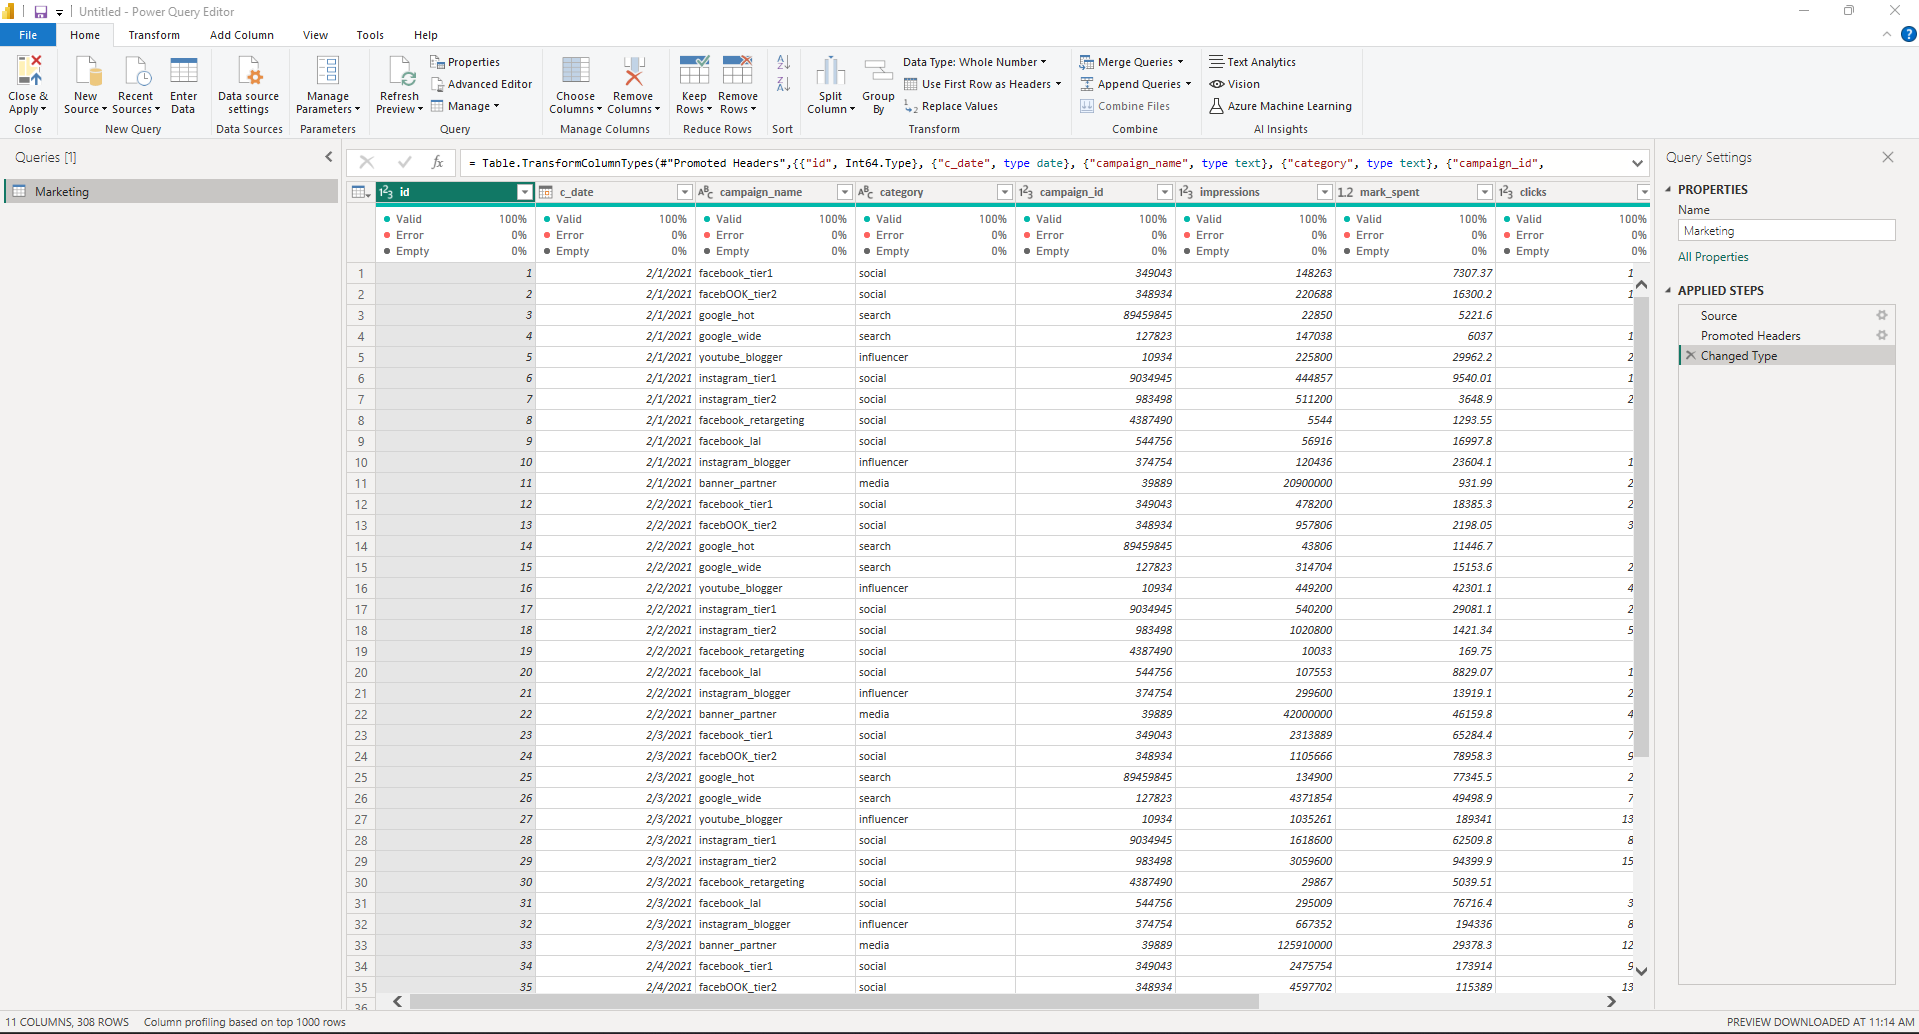 Untitled - Power Query Editor
File Home Transform Add Column View Tools Help
Close & Apply
Close
New Source
Recent Sources
Enter Data
New Query
Data source settings
Data Sources
Manage Parameters
Parameters
Refresh Preview
Properties
Advanced Editor
Manage
Query
Choose Columns
Remove Columns
Manage Columns
Keep Rows
Remove Rows
Reduce Rows
Sort
Split Column
Group By
Data Type: Whole Number
Use First Row as Headers
Replace Values
Transform
Merge Queries
Append Queries
Combine Files
Combine
Text Analytics
Vision
Azure Machine Learning
AI Insights
Queries [1]
Marketing
= Table.TransformColumnTypes(#"Promoted Headers",{{"id", Int64.Type}, {"c_date", type date}, {"campaign_name", type text}, {"category", type text}, {"campaign_id",
id c_date campaign_name category campaign_id impressions mark_spent clicks
Valid 100% Valid 100% Valid 100% Valid 100% Valid 100% Valid 100% Valid 100% Valid 100%
Error 0% Error 0% Error 0% Error 0% Error 0% Error 0% Error 0% Error 0%
Empty 0% Empty 0% Empty 0% Empty 0% Empty 0% Empty 0% Empty 0% Empty 0%
1 1 2/1/2021 facebook_tier1 social 349043 148263 7307.37 1
2 2 2/1/2021 facebOOK_tier2 social 348934 220688 16300.2 1
3 3 2/1/2021 google_hot search 89459845 22850 5221.6
4 4 2/1/2021 google_wide search 127823 147038 6037 1
5 5 2/1/2021 youtube_blogger influencer 10934 225800 29962.2 2
6 6 2/1/2021 instagram_tier1 social 9034945 444857 9540.01 1
7 7 2/1/2021 instagram_tier2 social 983498 511200 3648.9 2
8 8 2/1/2021 facebook_retargeting social 4387490 5544 1293.55
9 9 2/1/2021 facebook_lal social 544756 56916 16997.8
10 10 2/1/2021 instagram_blogger influencer 374754 120436 23604.1 1
11 11 2/1/2021 banner_partner media 39889 20900000 931.99 2
12 12 2/2/2021 facebook_tier1 social 349043 478200 18385.3 2
13 13 2/2/2021 facebOOK_tier2 social 348934 957806 2198.05 3
14 14 2/2/2021 google_hot search 89459845 43806 11446.7
15 15 2/2/2021 google_wide search 127823 314704 15153.6 2
16 16 2/2/2021 youtube_blogger influencer 10934 449200 42301.1 4
17 17 2/2/2021 instagram_tier1 social 9034945 540200 29081.1 2
18 18 2/2/2021 instagram_tier2 social 983498 1020800 1421.34 5
19 19 2/2/2021 facebook_retargeting social 4387490 10033 169.75
20 20 2/2/2021 facebook_lal social 544756 107553 8829.07 1
21 21 2/2/2021 instagram_blogger influencer 374754 299600 13919.1 2
22 22 2/2/2021 banner_partner media 39889 42000000 46159.8 4
23 23 2/3/2021 facebook_tier1 social 349043 2313889 65284.4 7
24 24 2/3/2021 facebOOK_tier2 social 348934 1105666 78958.3 9
25 25 2/3/2021 google_hot search 89459845 134900 77345.5 2
26 26 2/3/2021 google_wide search 127823 4371854 49498.9 7
27 27 2/3/2021 youtube_blogger influencer 10934 1035261 189341 13
28 28 2/3/2021 instagram_tier1 social 9034945 1618600 62509.8 8
29 29 2/3/2021 instagram_tier2 social 983498 3059600 94399.9 15
30 30 2/3/2021 facebook_retargeting social 4387490 29867 5039.51
31 31 2/3/2021 facebook_lal social 544756 295009 76716.4 3
32 32 2/3/2021 instagram_blogger influencer 374754 667352 194336 8
33 33 2/3/2021 banner_partner media 39889 125910000 29378.3 12
34 34 2/4/2021 facebook_tier1 social 349043 2475754 173914 9
35 35 2/4/2021 facebOOK_tier2 social 348934 4597702 115389 13
36
Query Settings
PROPERTIES
Name
Marketing
All Properties
APPLIED STEPS
Source
Promoted Headers
Changed Type
11 COLUMNS, 308 ROWS Column profiling based on top 1000 rows
PREVIEW DOWNLOADED AT 11:14 AM